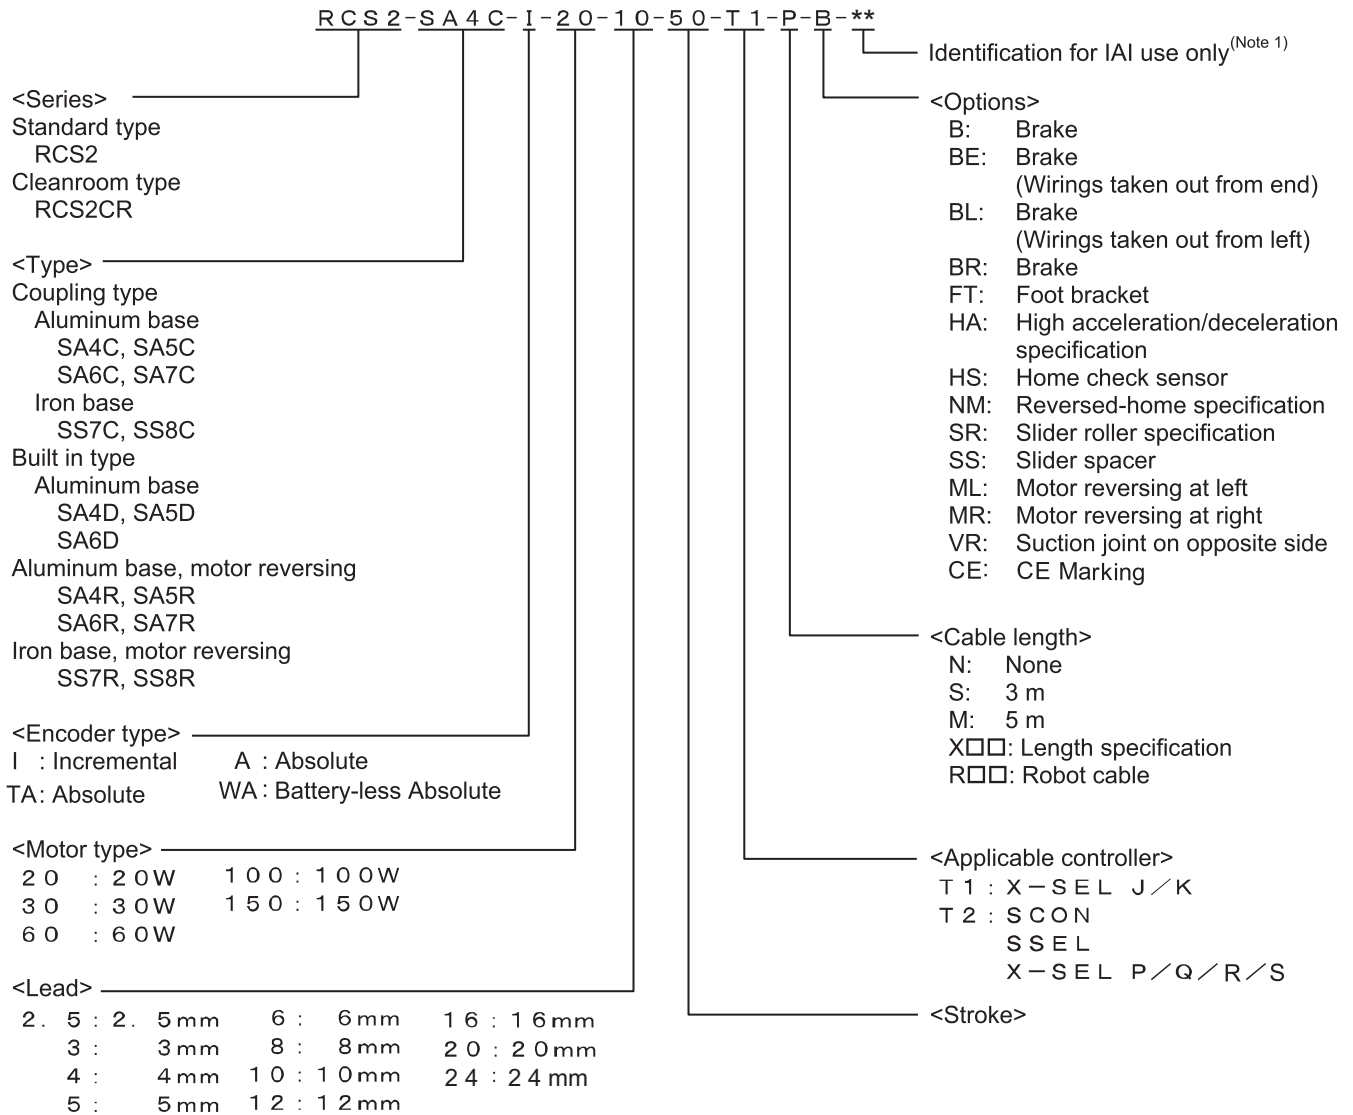 RCS2-SA4C-I-20-10-50-T1-P-B-**
Identification for IAI use only(Note 1)
<Series>
Standard type
RCS2
Cleanroom type
RCS2CR
<Type>
Coupling type
Aluminum base
SA4C, SA5C
SA6C, SA7C
Iron base
SS7C, SS8C
Built in type
Aluminum base
SA4D, SA5D
SA6D
Aluminum base, motor reversing
SA4R, SA5R
SA6R, SA7R
Iron base, motor reversing
SS7R, SS8R
<Encoder type>
I : Incremental A : Absolute
TA: Absolute WA: Battery-less Absolute
<Motor type>
20 : 20W 100 : 100W
30 : 30W 150 : 150W
60 : 60W
<Lead>
2. 5 : 2. 5mm 6 : 6mm 16 : 16mm
3 : 3mm 8 : 8mm 20 : 20mm
4 : 4mm 10 : 10mm 24 : 24 mm
5 : 5mm 12 : 12mm
<Options>
B: Brake
BE: Brake
(Wirings taken out from end)
BL: Brake
(Wirings taken out from left)
BR: Brake
FT: Foot bracket
HA: High acceleration/deceleration
specification
HS: Home check sensor
NM: Reversed-home specification
SR: Slider roller specification
SS: Slider spacer
ML: Motor reversing at left
MR: Motor reversing at right
VR: Suction joint on opposite side
CE: CE Marking
<Cable length>
N: None
S: 3 m
M: 5 m
X□□: Length specification
R□□: Robot cable
<Applicable controller>
T1 : X-SEL J/K
T2 : SCON
SSEL
X-SEL P/Q/R/S
<Stroke>